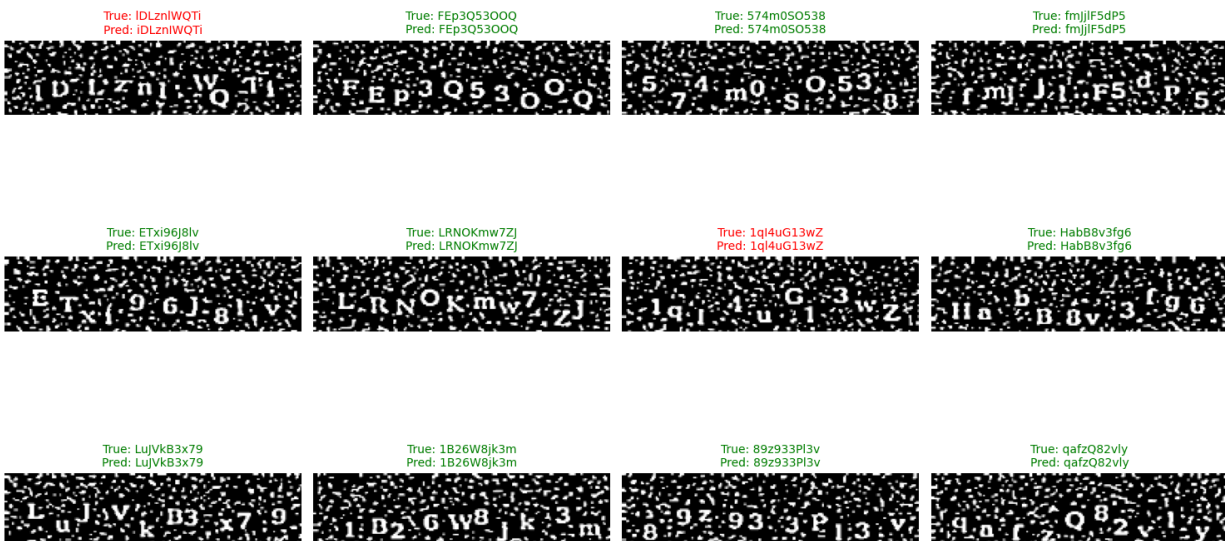 True: lDLznlWQTi
Pred: iDLznlWQTi
True: FEp3Q53OOQ
Pred: FEp3Q53OOQ
True: 574m0SO538
Pred: 574m0SO538
True: fmJjlF5dP5
Pred: fmJjlF5dP5
True: ETxi96J8lv
Pred: ETxi96J8lv
True: LRNOKmw7ZJ
Pred: LRNOKmw7ZJ
True: 1ql4uG13wZ
Pred: 1qI4uG13wZ
True: HabB8v3fg6
Pred: HabB8v3fg6
True: LuJVkB3x79
Pred: LuJVkB3x79
True: 1B26W8jk3m
Pred: 1B26W8jk3m
True: 89z933Pl3v
Pred: 89z933Pl3v
True: qafzQ82vly
Pred: qafzQ82vly